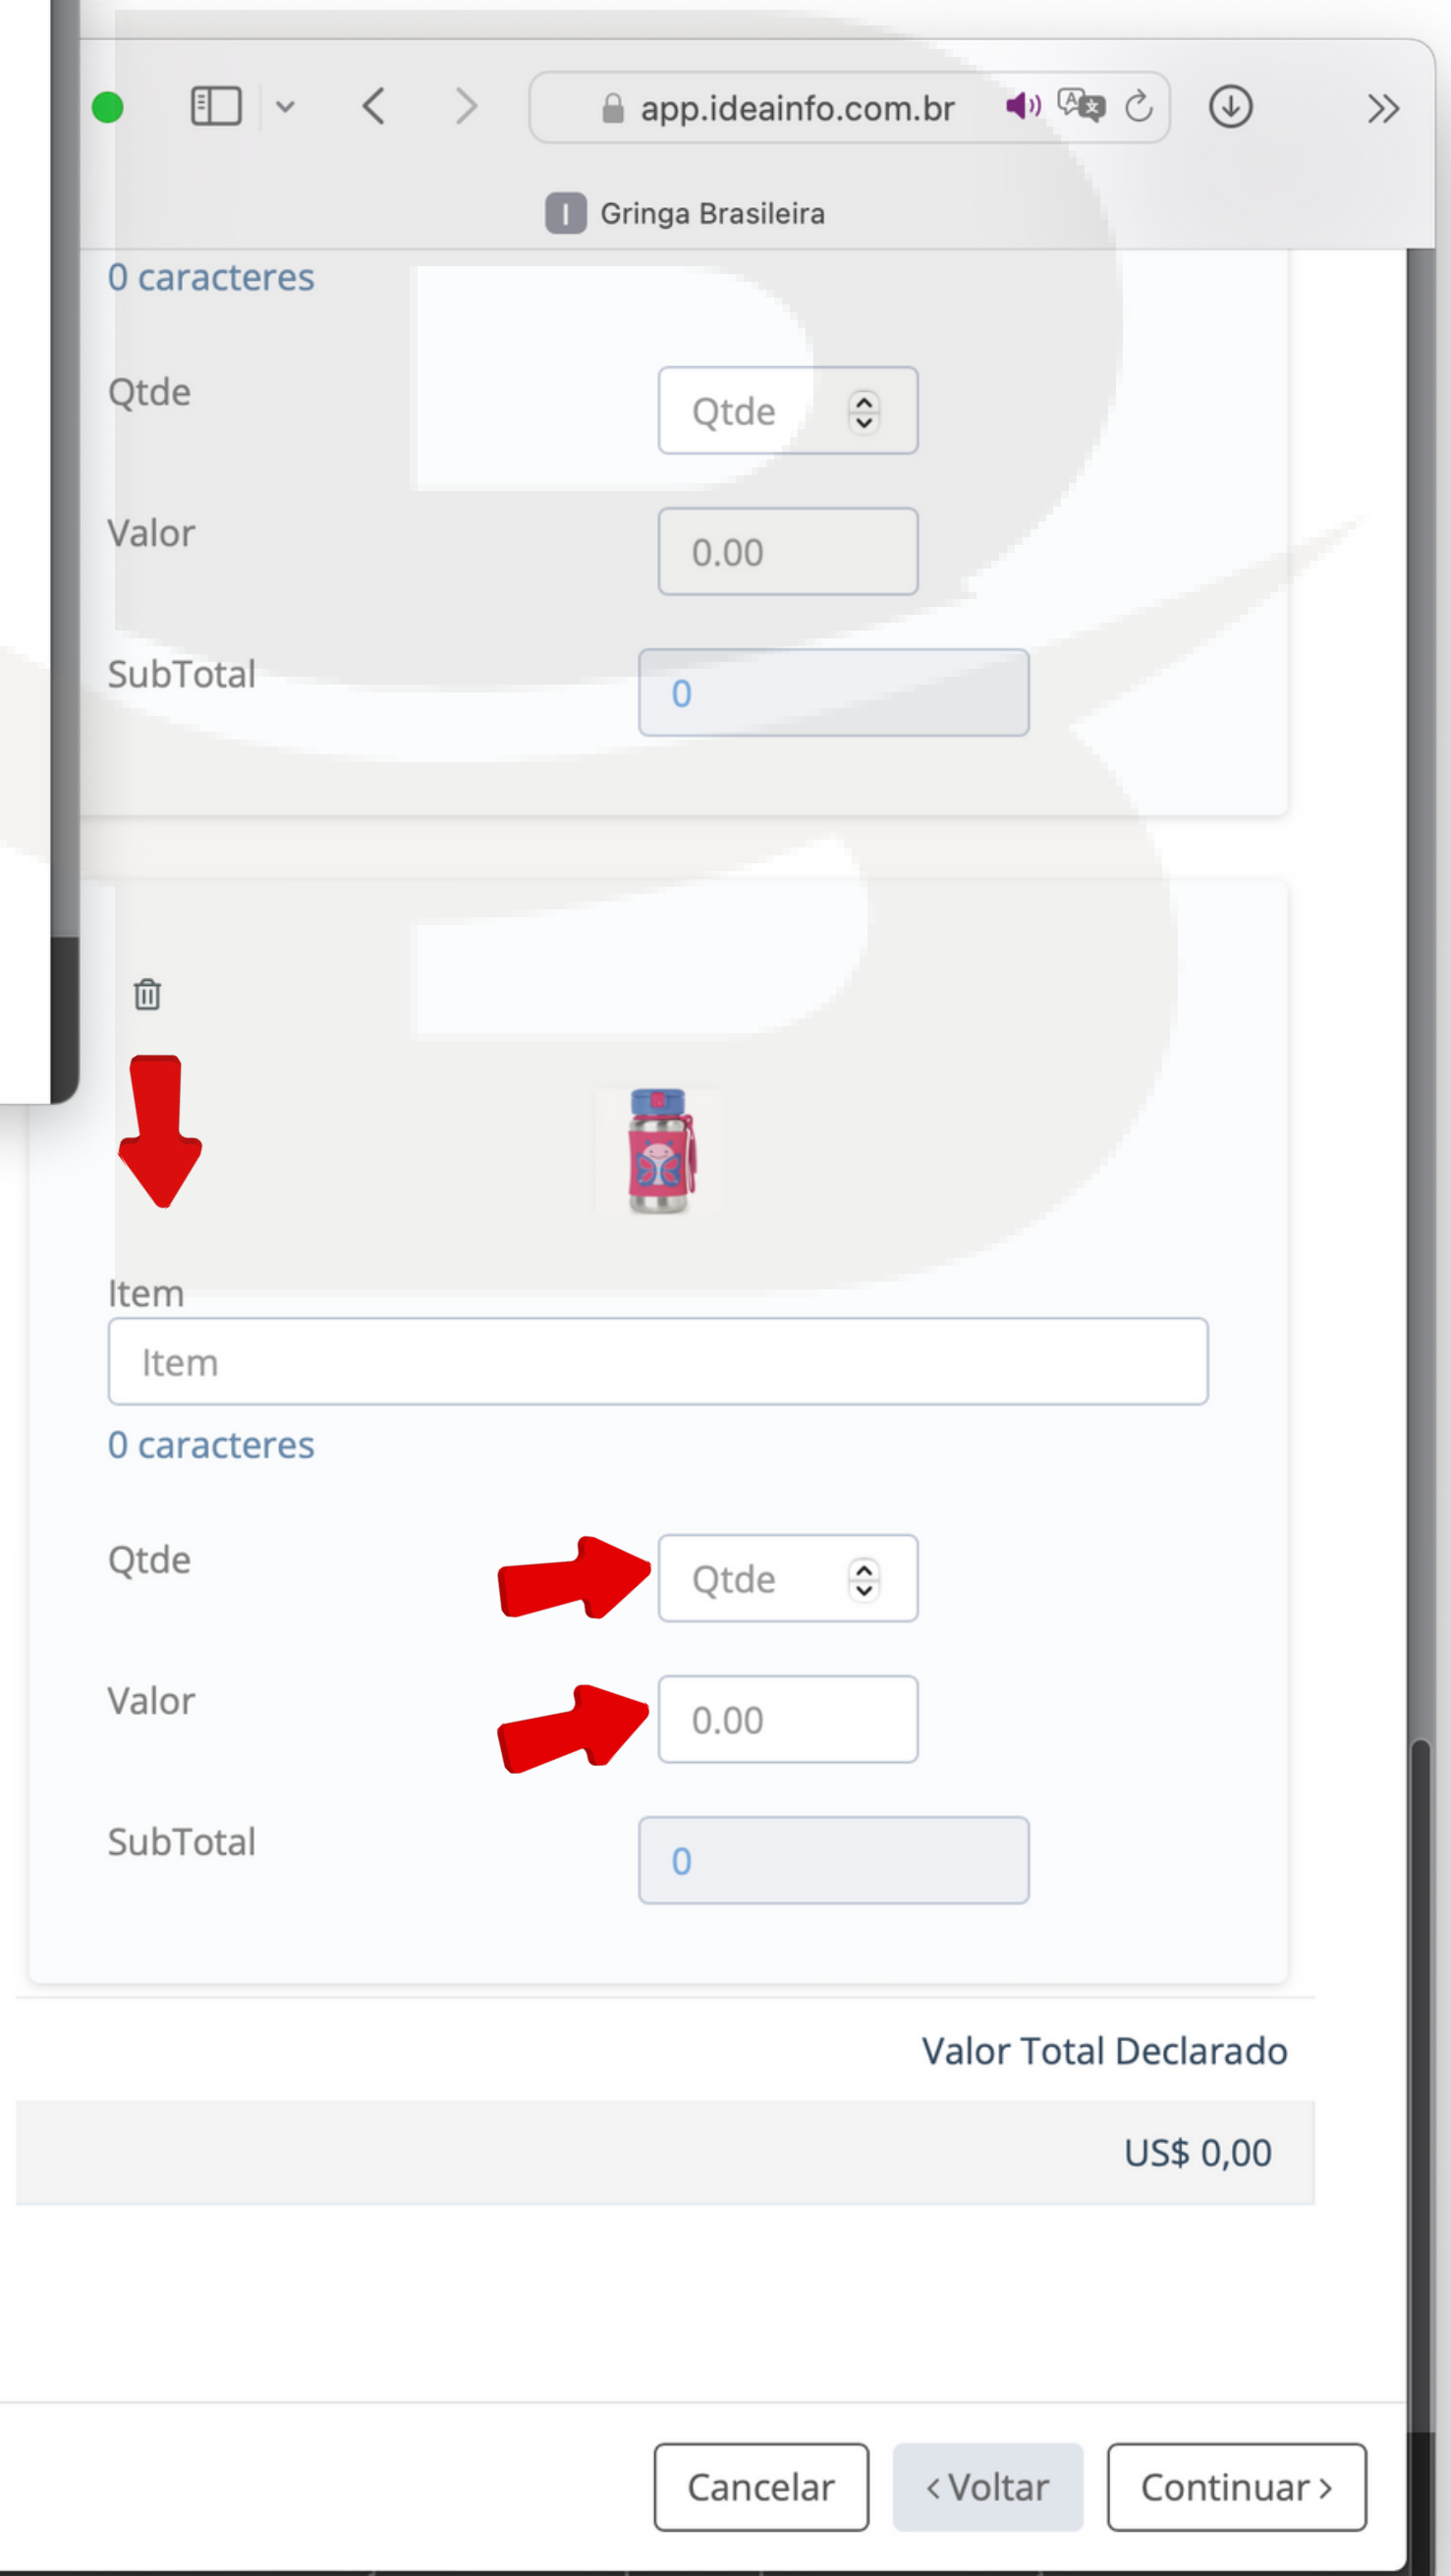 app.ideainfo.com.br
I Gringa Brasileira
0 caracteres
Qtde
Qtde
Valor
0.00
SubTotal
0
Item
Item
0 caracteres
Qtde
Qtde
Valor
0.00
SubTotal
0
Valor Total Declarado
US$ 0,00
Cancelar
‹ Voltar
Continuar ›